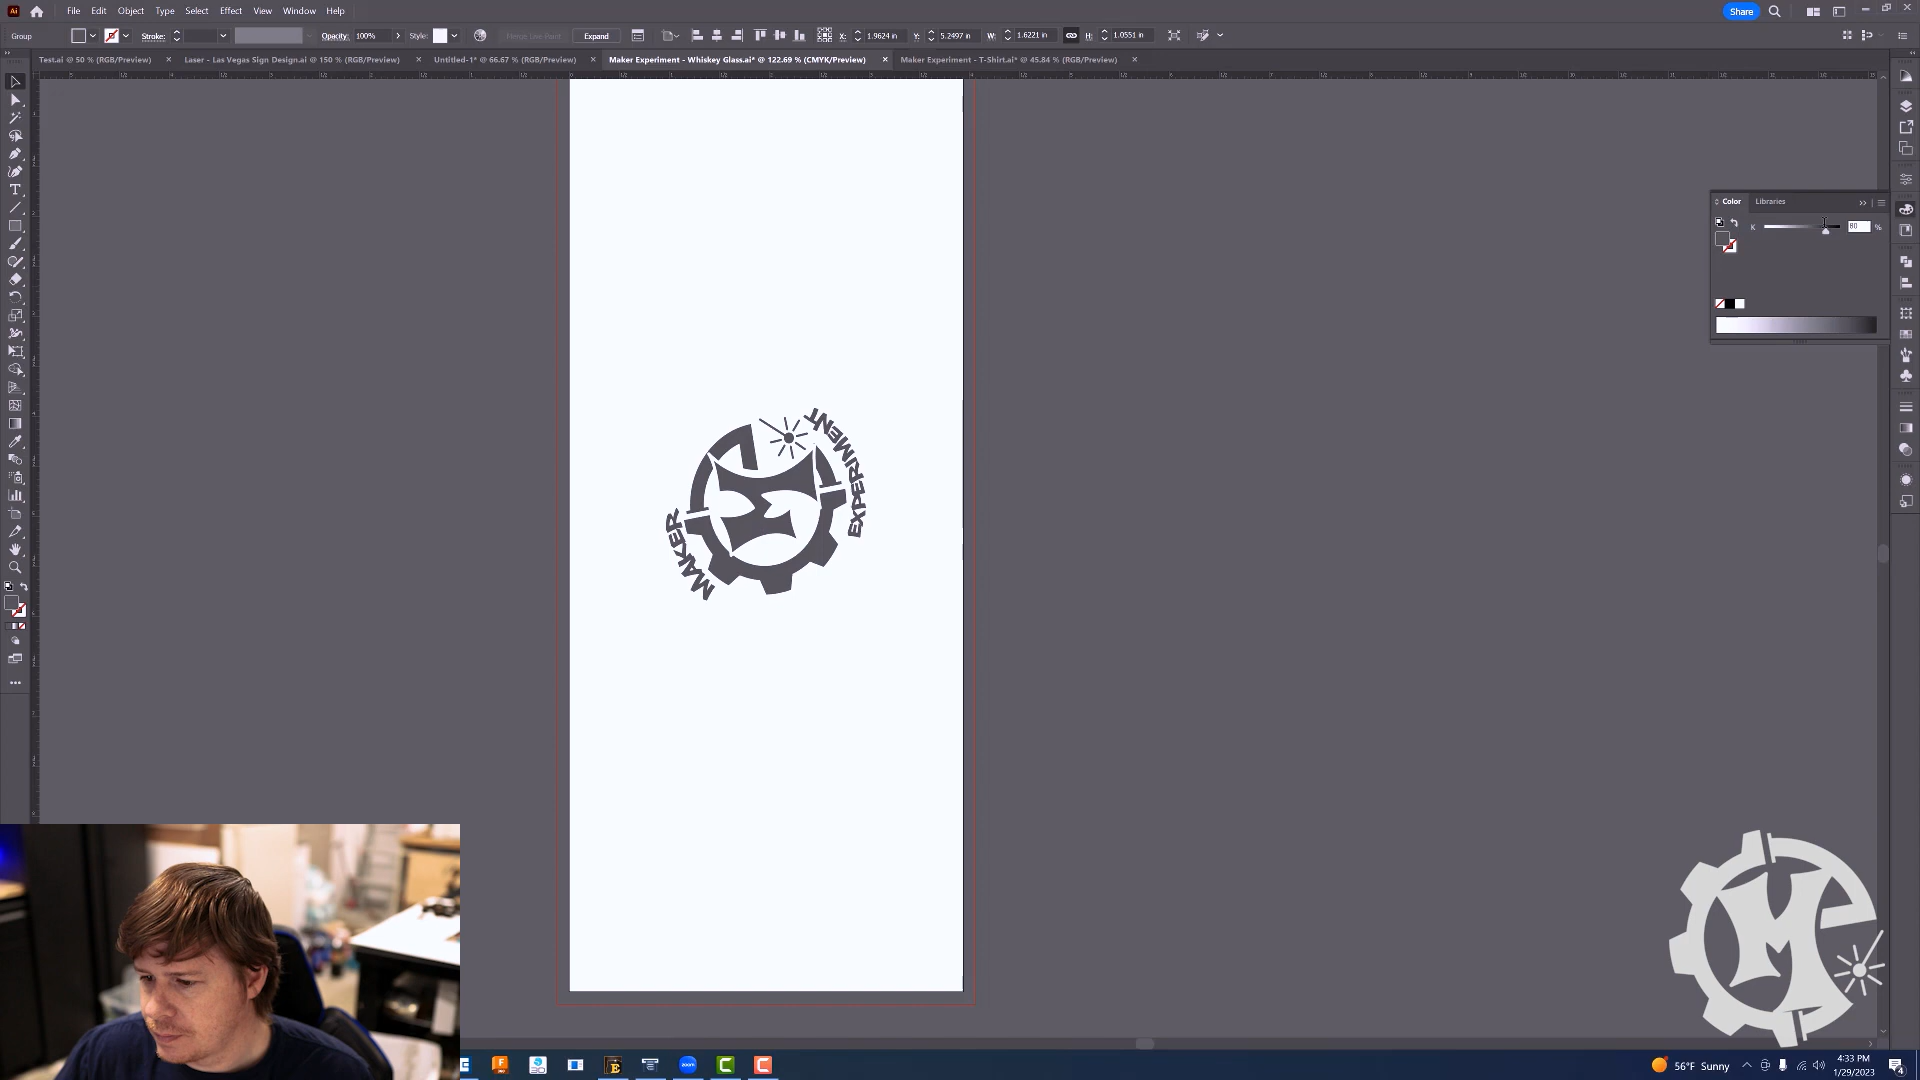 Ai File Edit Object Type Select Effect View Window Help Share
Group Stroke: Opacity: 100% Style: Expand X: 1.9624 in Y: 5.2497 in W: 1.6221 in H: 1.0551 in
Test.ai @ 50 % (RGB/Preview) × Laser - Las Vegas Sign Design.ai @ 150 % (RGB/Preview) × Untitled-1* @ 66.67 % (RGB/Preview) × Maker Experiment - Whiskey Glass.ai* @ 122.69 % (CMYK/Preview) × Maker Experiment - T-Shirt.ai* @ 45.84 % (RGB/Preview) ×
Color Libraries
K 80 %
MAKER
EXPERIMENT
zoom
56°F Sunny
4:33 PM
1/29/2023